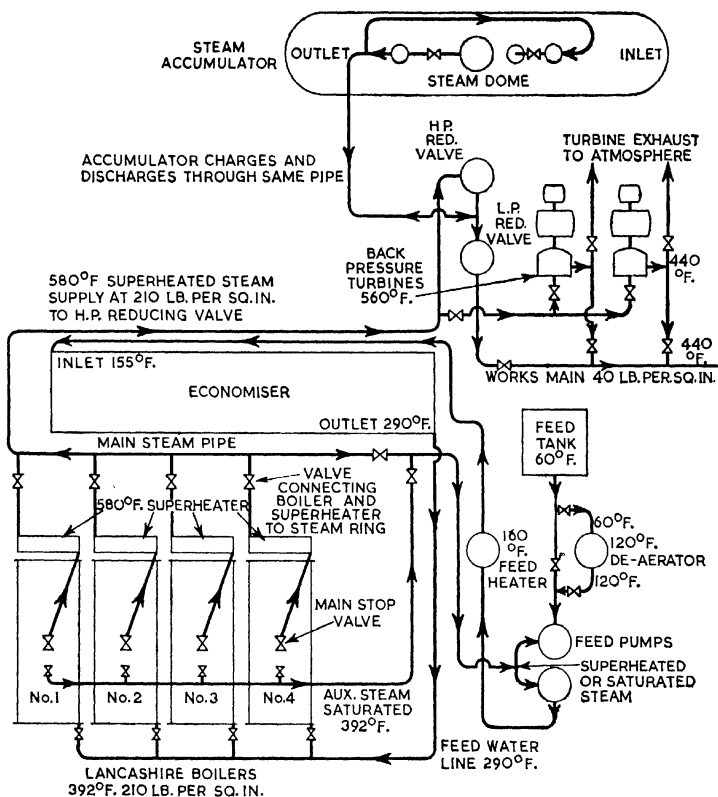 STEAM
ACCUMULATOR
OUTLET
INLET
STEAM DOME
H.P.
RED.
VALVE
TURBINE EXHAUST
TO ATMOSPHERE
ACCUMULATOR CHARGES AND
DISCHARGES THROUGH SAME PIPE
L.P.
RED.
VALVE
BACK
PRESSURE
TURBINES
560°F.
440
°F.
580°F SUPERHEATED STEAM
SUPPLY AT 210 LB. PER SQ. IN.
TO H.P. REDUCING VALVE
440
°F.
INLET 155°F.
WORKS MAIN 40 LB. PER. SQ. IN.
ECONOMISER
OUTLET 290°F.
MAIN STEAM PIPE
FEED
TANK
60°F.
VALVE
CONNECTING
BOILER AND
SUPERHEATER
TO STEAM RING
580°F. SUPERHEATER
160
°F.
FEED
HEATER
60°F.
120°F.
DE-AERATOR
120°F.
MAIN STOP
VALVE
FEED PUMPS
SUPERHEATED
OR SATURATED
STEAM
No.1
No.2
No.3
No.4
AUX. STEAM
SATURATED
392°F.
FEED WATER
LINE 290°F.
LANCASHIRE BOILERS
392°F. 210 LB. PER SQ. IN.